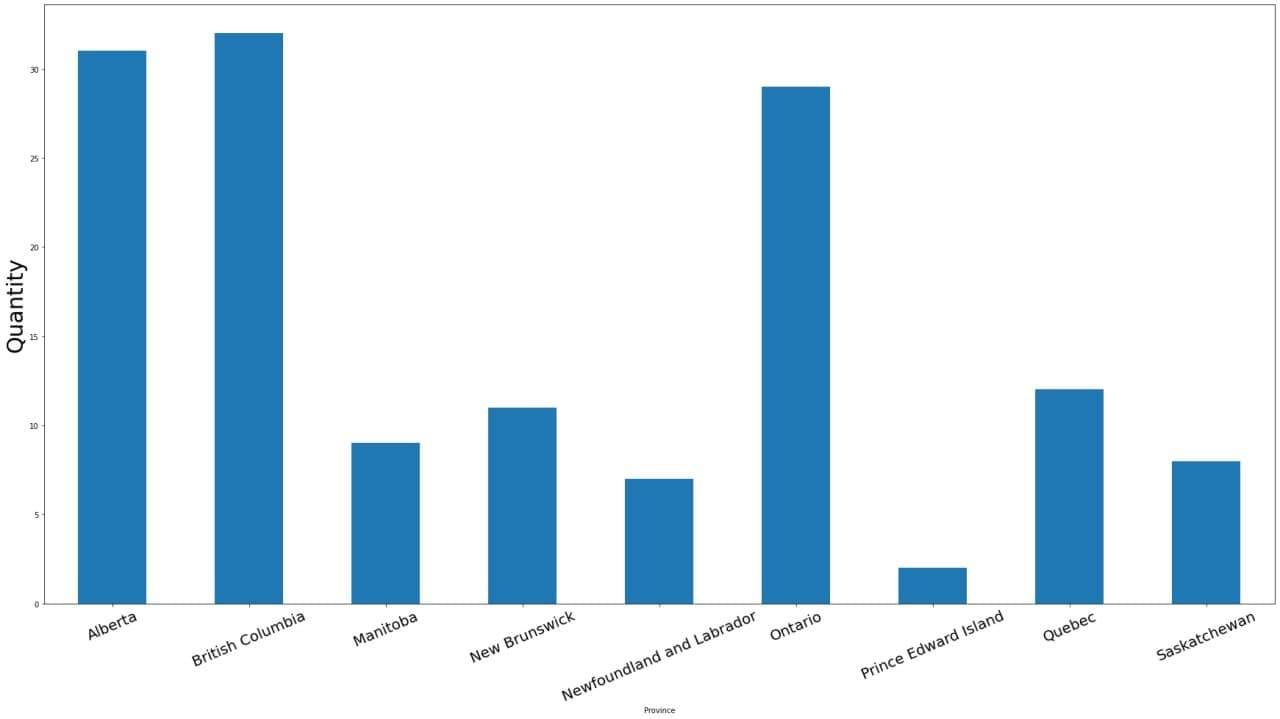 Quantity
30
25
20
15
10
5
0
Alberta
British Columbia
Manitoba
New Brunswick
Newfoundland and Labrador
Ontario
Prince Edward Island
Quebec
Saskatchewan
Province